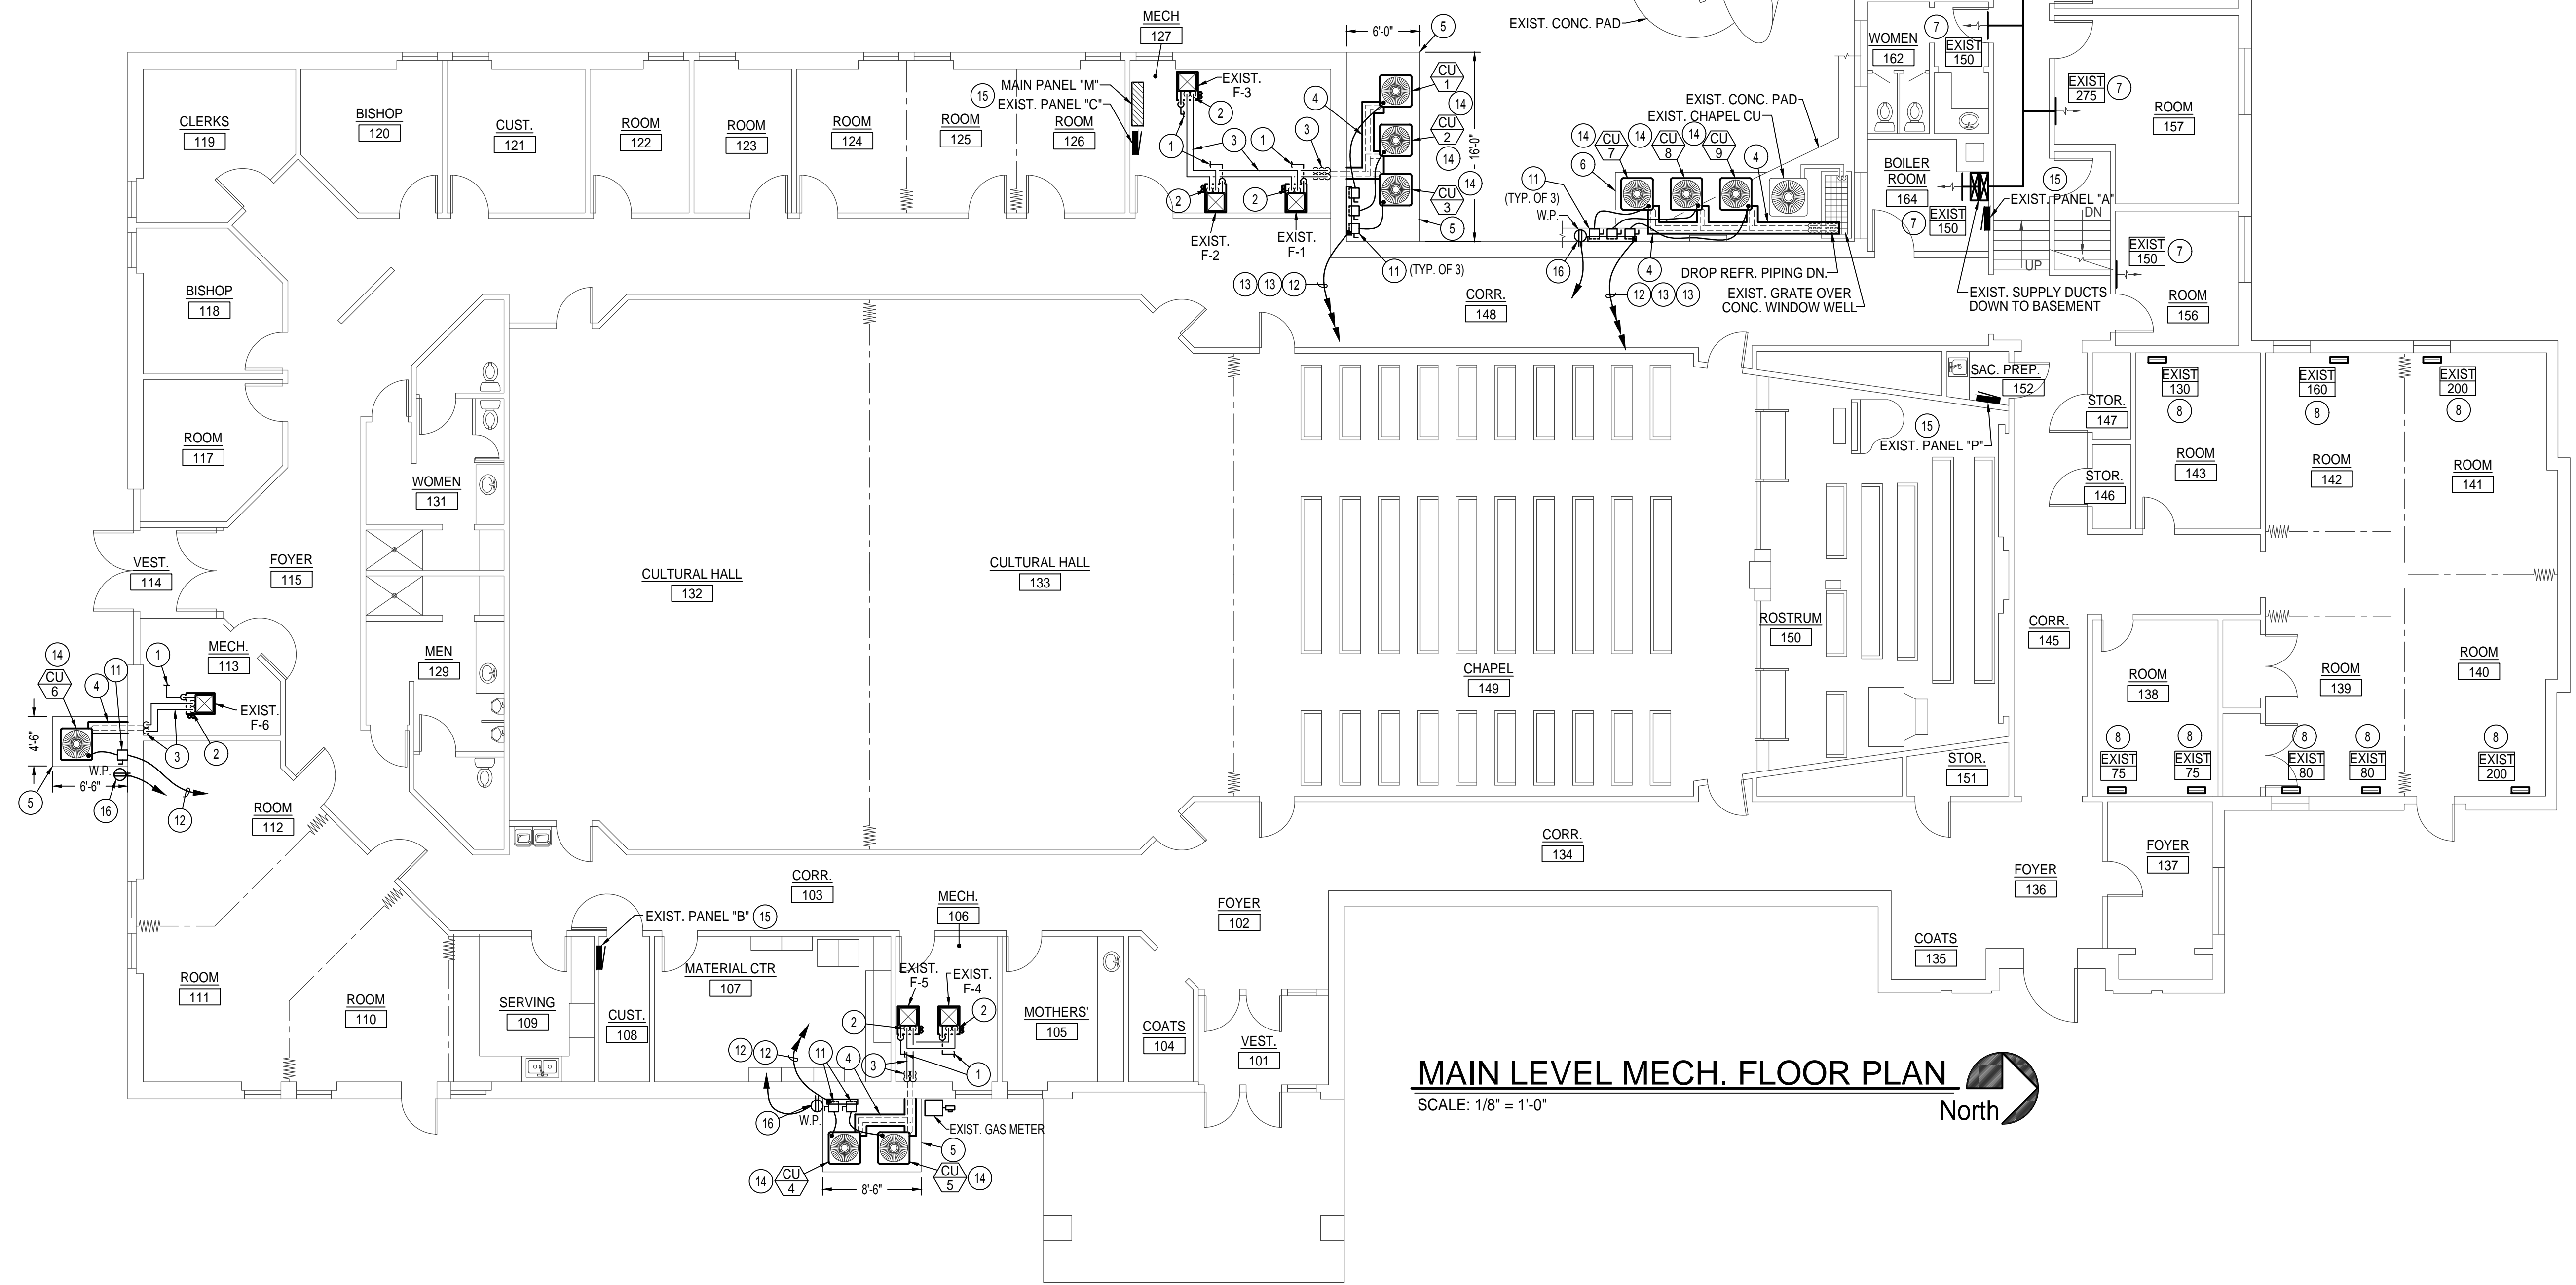 MECH
127
6'-0"
5
EXIST. CONC. PAD
WOMEN
162
7
EXIST
150
EXIST
275
7
ROOM
157
CLERKS
119
BISHOP
120
CUST.
121
ROOM
122
ROOM
123
ROOM
124
ROOM
125
ROOM
126
MAIN PANEL "M"
15
EXIST. PANEL "C"
EXIST.
F-3
2
1
3
1
3
2
2
EXIST.
F-2
EXIST.
F-1
4
CU
1
14
CU
2
14
CU
3
14
16'-0"
5
11
(TYP. OF 3)
13
13
12
EXIST. CONC. PAD
EXIST. CHAPEL CU
14
CU
7
14
CU
8
14
CU
9
4
6
11
(TYP. OF 3)
W.P.
16
4
12
13
13
DROP REFR. PIPING DN.
EXIST. GRATE OVER
CONC. WINDOW WELL
BOILER
ROOM
164
EXIST
150
7
15
EXIST. PANEL "A"
DN
UP
EXIST
150
7
EXIST. SUPPLY DUCTS
DOWN TO BASEMENT
ROOM
156
CORR.
148
BISHOP
118
ROOM
117
WOMEN
131
VEST.
114
FOYER
115
CULTURAL HALL
132
CULTURAL HALL
133
CHAPEL
149
ROSTRUM
150
15
EXIST. PANEL "P"
SAC. PREP.
152
STOR.
147
STOR.
146
EXIST
130
8
ROOM
143
EXIST
160
8
ROOM
142
EXIST
200
8
ROOM
141
CORR.
145
ROOM
138
ROOM
139
ROOM
140
8
EXIST
75
8
EXIST
75
8
EXIST
80
8
EXIST
80
8
EXIST
200
STOR.
151
MECH.
113
MEN
129
14
CU
6
4
11
1
EXIST.
F-6
3
2
4'-6"
6'-6"
5
W.P.
16
12
ROOM
112
ROOM
111
ROOM
110
SERVING
109
CUST.
108
EXIST. PANEL "B"
15
MATERIAL CTR
107
CORR.
103
MECH.
106
EXIST.
F-5
EXIST.
F-4
2
2
3
1
MOTHERS'
105
COATS
104
FOYER
102
VEST.
101
CORR.
134
FOYER
136
FOYER
137
COATS
135
12
12
11
4
16
W.P.
EXIST. GAS METER
5
14
CU
4
CU
5
14
8'-6"
MAIN LEVEL MECH. FLOOR PLAN
SCALE: 1/8" = 1'-0"
North